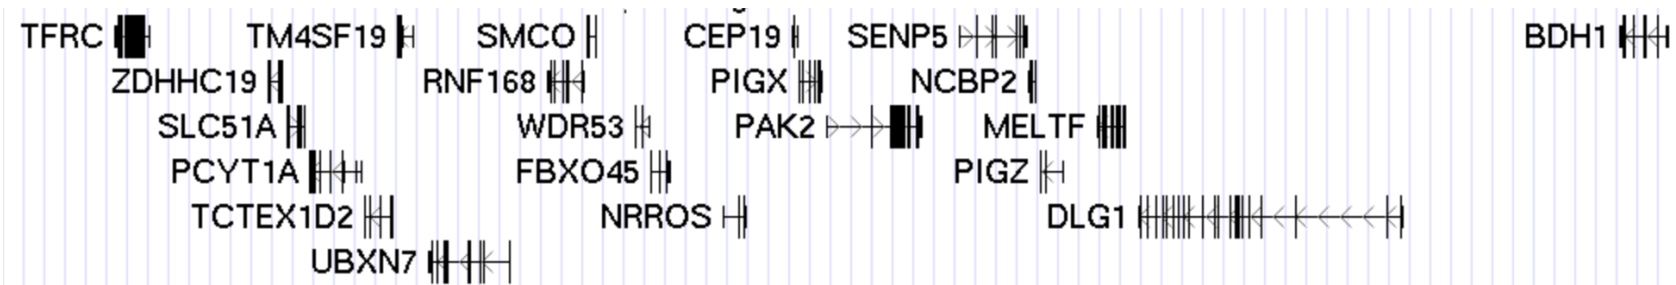 TFRC TM4SF19 SMCO CEP19 SENP5 BDH1
ZDHHC19 RNF168 PIGX NCBP2
SLC51A WDR53 PAK2 MELTF
PCYT1A FBXO45 PIGZ
TCTEX1D2 NRROS DLG1
UBXN7